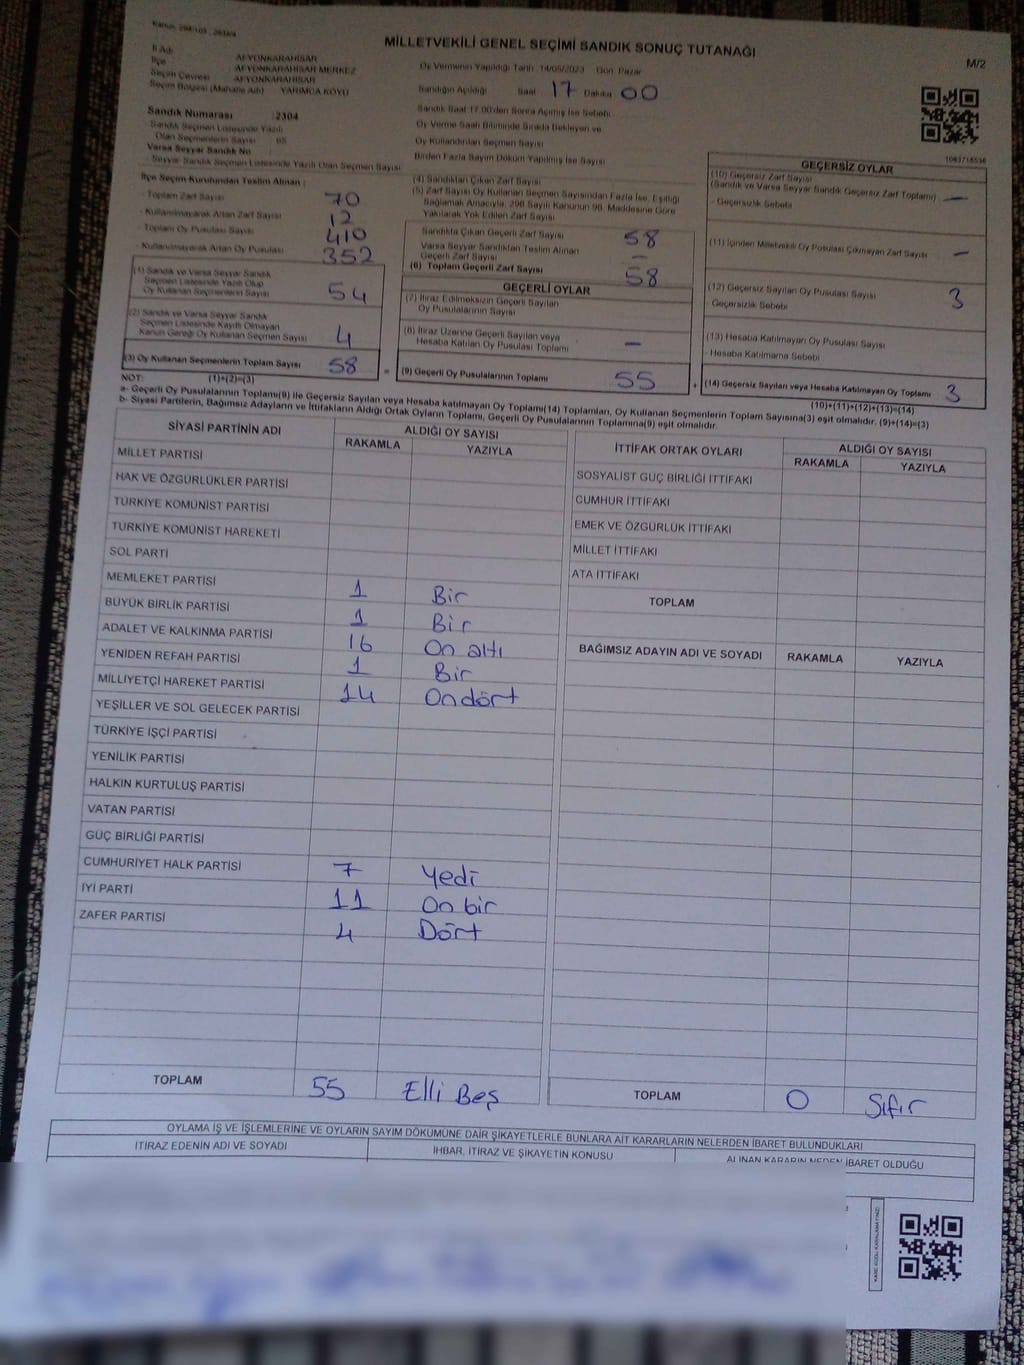 MİLLETVEKİLİ GENEL SEÇİMİ SANDIK SONUÇ TUTANAĞI
M/2
İl Adı AFYONKARAHİSAR
İlçe AFYONKARAHİSAR MERKEZ
Seçim Çevresi AFYONKARAHİSAR
Seçim Bölgesi (Mahalle Adı) YARIMCA KÖYÜ
Sandık Numarası 2304
Sandık Seçmen Listesinde Yazılı
Olan Seçmenlerin Sayısı 65
Varsa Seyyar Sandık No
Seyyar Sandık Seçmen Listesinde Yazılı Olan Seçmen Sayısı
Oy Vermenin Yapıldığı Tarih 14/05/2023 Gün Pazar
Sandığın Açıldığı Saat 17 Dakika 00
Sandık Saat 17.00'den Sonra Açılmış İse Sebebi
Oy Verme Saati Bitiminde Sırada Bekleyen ve
Oy Kullandırılan Seçmen Sayısı
Birden Fazla Sayım Döküm Yapılmış İse Sayısı
İlçe Seçim Kurulundan Teslim Alınan :
- Toplam Zarf Sayısı 70
- Kullanılmayarak Artan Zarf Sayısı 12
- Toplam Oy Pusulası Sayısı 410
- Kullanılmayarak Artan Oy Pusulası 352
(1) Sandık ve Varsa Seyyar Sandık
Seçmen Listesinde Yazılı Olup
Oy Kullanan Seçmenlerin Sayısı 54
(2) Sandık ve Varsa Seyyar Sandık
Seçmen Listesinde Kayıtlı Olmayan
Kanun Gereği Oy Kullanan Seçmen Sayısı 4
(3) Oy Kullanan Seçmenlerin Toplam Sayısı 58 =
(4) Sandıktan Çıkan Zarf Sayısı
(5) Zarf Sayısı Oy Kullanan Seçmen Sayısından Fazla İse, Eşitliği
Sağlamak Amacıyla, 298 Sayılı Kanunun 98. Maddesine Göre
Yakılarak Yok Edilen Zarf Sayısı
Sandıkta Çıkan Geçerli Zarf Sayısı 58
Varsa Seyyar Sandıktan Teslim Alınan
Geçerli Zarf Sayısı –
(6) Toplam Geçerli Zarf Sayısı 58
GEÇERLİ OYLAR
(7) İtiraz Edilmeksizin Geçerli Sayılan
Oy Pusulalarının Sayısı
(8) İtiraz Üzerine Geçerli Sayılan veya
Hesaba Katılan Oy Pusulası Toplamı –
(9) Geçerli Oy Pusulalarının Toplamı 55 +
1083715536
GEÇERSİZ OYLAR
(10) Geçersiz Zarf Sayısı
(Sandık ve Varsa Seyyar Sandık Geçersiz Zarf Toplamı) –
- Geçersizlik Sebebi
(11) İçinden Milletvekili Oy Pusulası Çıkmayan Zarf Sayısı –
(12) Geçersiz Sayılan Oy Pusulası Sayısı 3
- Geçersizlik Sebebi
(13) Hesaba Katılmayan Oy Pusulası Sayısı
- Hesaba Katılmama Sebebi
(14) Geçersiz Sayılan veya Hesaba Katılmayan Oy Toplamı 3
NOT: (1)+(2)=(3) (10)+(11)+(12)+(13)=(14)
a- Geçerli Oy Pusulalarının Toplamı(9) ile Geçersiz Sayılan veya Hesaba katılmayan Oy Toplamı(14) Toplamları, Oy Kullanan Seçmenlerin Toplam Sayısına(3) eşit olmalıdır. (9)+(14)=(3)
b- Siyasi Partilerin, Bağımsız Adayların ve İttifakların Aldığı Ortak Oyların Toplamı, Geçerli Oy Pusulalarının Toplamına(9) eşit olmalıdır.
SİYASİ PARTİNİN ADI ALDIĞI OY SAYISI
RAKAMLA YAZIYLA
MİLLET PARTİSİ
HAK VE ÖZGÜRLÜKLER PARTİSİ
TÜRKİYE KOMÜNİST PARTİSİ
TÜRKİYE KOMÜNİST HAREKETİ
SOL PARTİ
MEMLEKET PARTİSİ 1 Bir
BÜYÜK BİRLİK PARTİSİ 1 Bir
ADALET VE KALKINMA PARTİSİ 16 On altı
YENİDEN REFAH PARTİSİ 1 Bir
MİLLİYETÇİ HAREKET PARTİSİ 14 Ondört
YEŞİLLER VE SOL GELECEK PARTİSİ
TÜRKİYE İŞÇİ PARTİSİ
YENİLİK PARTİSİ
HALKIN KURTULUŞ PARTİSİ
VATAN PARTİSİ
GÜÇ BİRLİĞİ PARTİSİ
CUMHURİYET HALK PARTİSİ 7 Yedi
İYİ PARTİ 11 On bir
ZAFER PARTİSİ 4 Dört
TOPLAM 55 Elli Beş
İTTİFAK ORTAK OYLARI ALDIĞI OY SAYISI
RAKAMLA YAZIYLA
SOSYALİST GÜÇ BİRLİĞİ İTTİFAKI
CUMHUR İTTİFAKI
EMEK VE ÖZGÜRLÜK İTTİFAKI
MİLLET İTTİFAKI
ATA İTTİFAKI
TOPLAM
BAĞIMSIZ ADAYIN ADI VE SOYADI RAKAMLA YAZIYLA
TOPLAM 0 Sıfır
OYLAMA İŞ VE İŞLEMLERİNE VE OYLARIN SAYIM DÖKÜMÜNE DAİR ŞİKAYETLERLE BUNLARA AİT KARARLARIN NELERDEN İBARET BULUNDUKLARI
İTİRAZ EDENİN ADI VE SOYADI İHBAR, İTİRAZ VE ŞİKAYETİN KONUSU ALINAN KARARIN NEDEN İBARET OLDUĞU